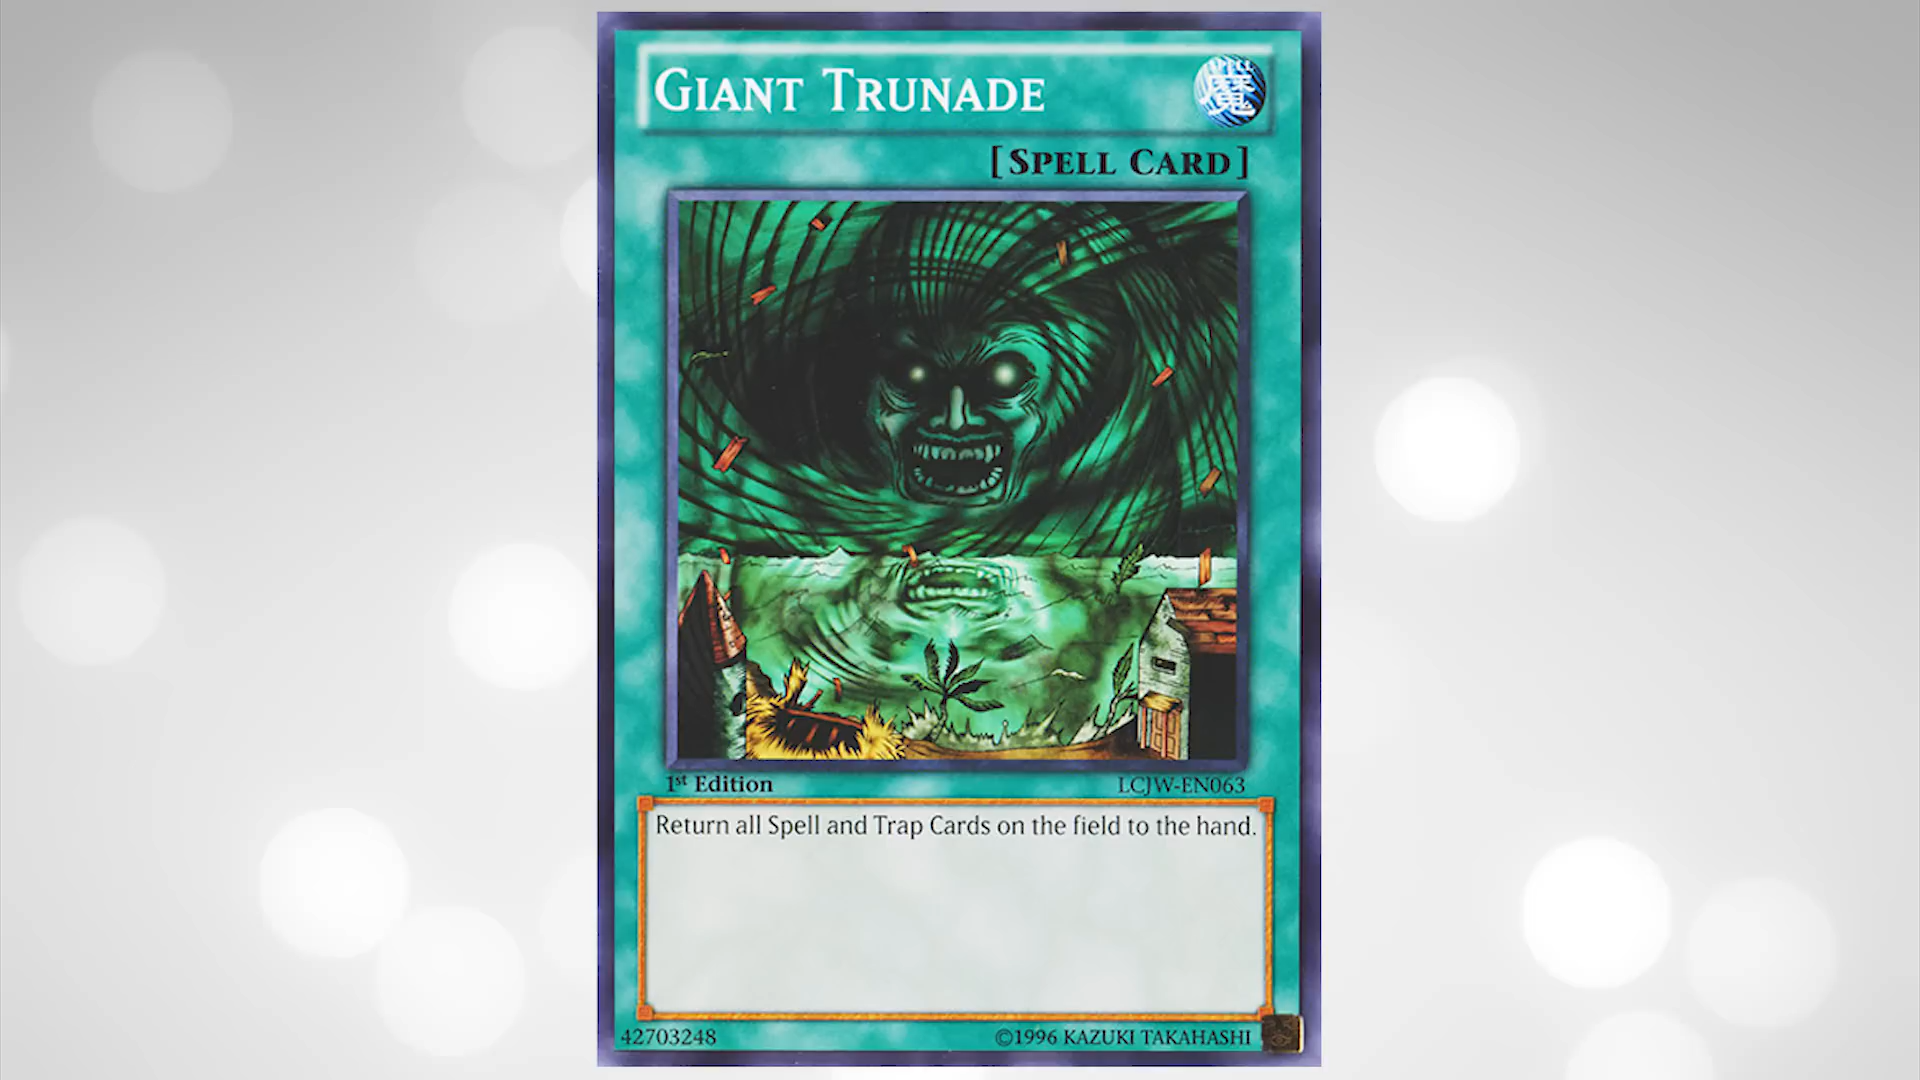 GIANT TRUNADE
SPELL
魔
[SPELL CARD]
1st Edition
LCJW-EN063
Return all Spell and Trap Cards on the field to the hand.
42703248
©1996 KAZUKI TAKAHASHI